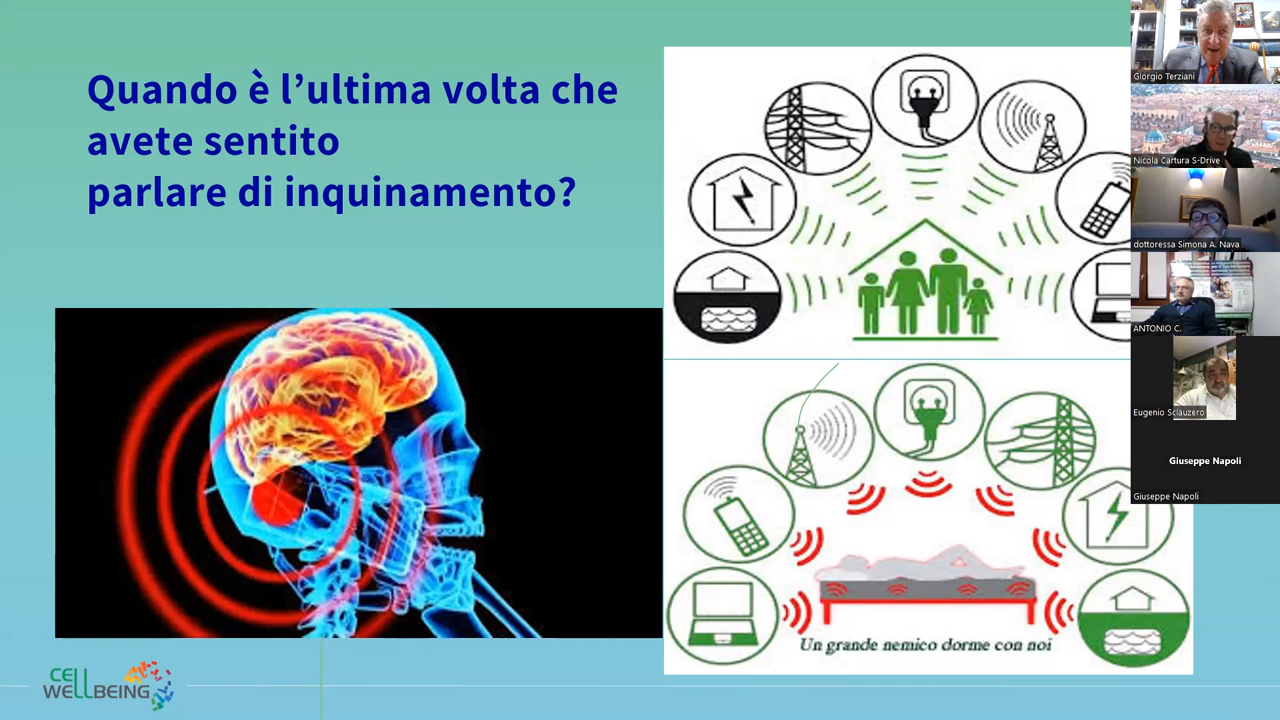 Quando è l’ultima volta che
avete sentito
parlare di inquinamento?
Un grande nemico dorme con noi
CELL
WELLBEING
Giorgio Terziani
Nicola Cartura S-Drive
dottoressa Simona A. Nava
ANTONIO C.
Eugenio Sclauzero
Giuseppe Napoli
Giuseppe Napoli